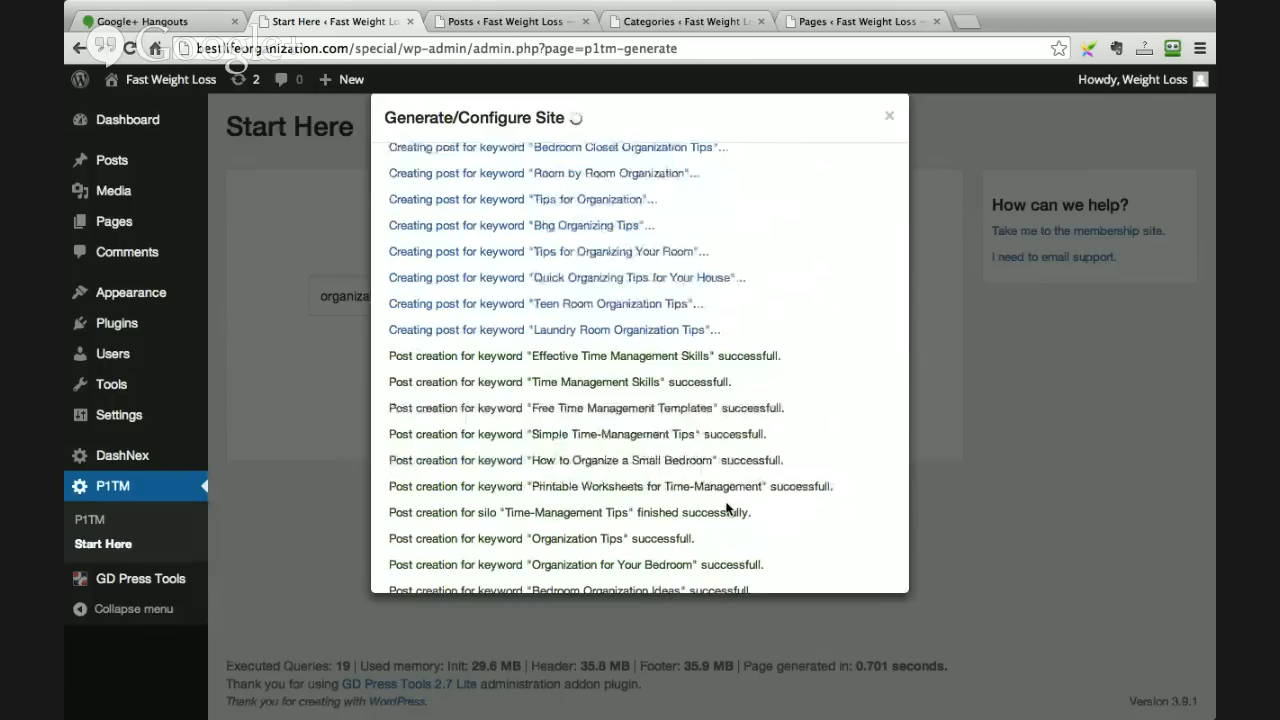 Google+ Hangouts
Start Here ‹ Fast Weight Lo
Posts ‹ Fast Weight Loss —
Categories ‹ Fast Weight L
Pages ‹ Fast Weight Loss —
Google+
bestlifeorganization.com/special/wp-admin/admin.php?page=p1tm-generate
Fast Weight Loss
2
0
New
Howdy, Weight Loss
Dashboard
Posts
Media
Pages
Comments
Appearance
Plugins
Users
Tools
Settings
DashNex
P1TM
P1TM
Start Here
GD Press Tools
Collapse menu
Start Here
organiza
Generate/Configure Site
×
Creating post for keyword "Bedroom Closet Organization Tips"...
Creating post for keyword "Room by Room Organization"...
Creating post for keyword "Tips for Organization"...
Creating post for keyword "Bhg Organizing Tips"...
Creating post for keyword "Tips for Organizing Your Room"...
Creating post for keyword "Quick Organizing Tips for Your House"...
Creating post for keyword "Teen Room Organization Tips"...
Creating post for keyword "Laundry Room Organization Tips"...
Post creation for keyword "Effective Time Management Skills" successfull.
Post creation for keyword "Time Management Skills" successfull.
Post creation for keyword "Free Time Management Templates" successfull.
Post creation for keyword "Simple Time-Management Tips" successfull.
Post creation for keyword "How to Organize a Small Bedroom" successfull.
Post creation for keyword "Printable Worksheets for Time-Management" successfull.
Post creation for silo "Time-Management Tips" finished successfully.
Post creation for keyword "Organization Tips" successfull.
Post creation for keyword "Organization for Your Bedroom" successfull.
Post creation for keyword "Bedroom Organization Ideas" successfull.
How can we help?
Take me to the membership site.
I need to email support.
Executed Queries: 19 | Used memory: Init: 29.6 MB | Header: 35.8 MB | Footer: 35.9 MB | Page generated in: 0.701 seconds.
Thank you for using GD Press Tools 2.7 Lite administration addon plugin.
Thank you for creating with WordPress.
Version 3.9.1